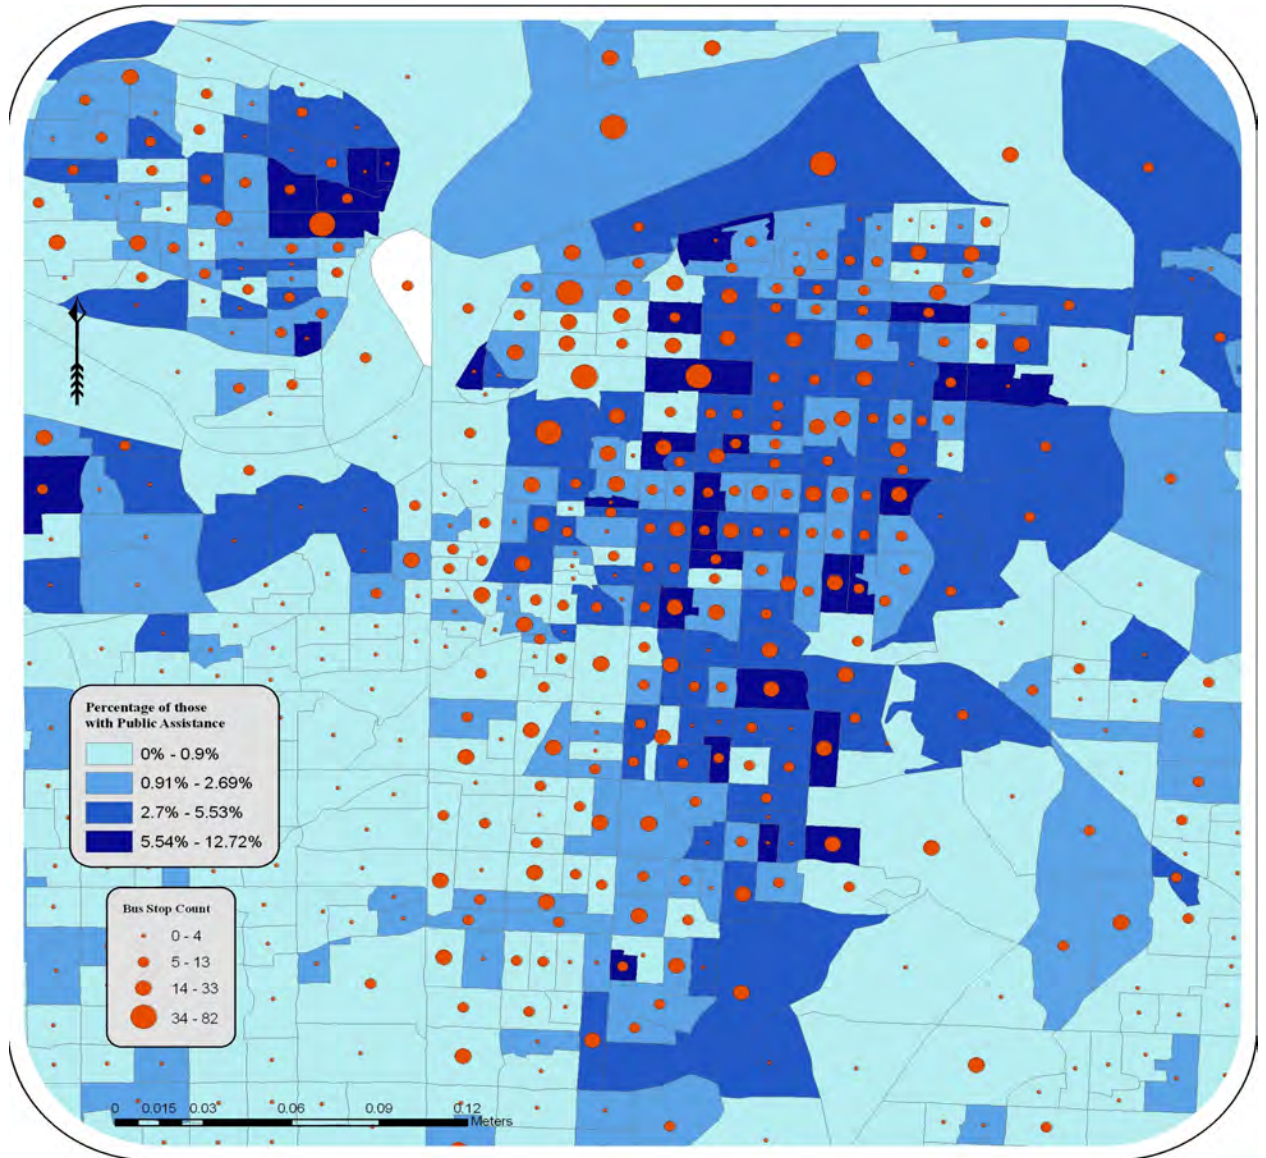 Percentage of those
with Public Assistance
0% - 0.9%
0.91% - 2.69%
2.7% - 5.53%
5.54% - 12.72%
Bus Stop Count
0 - 4
5 - 13
14 - 33
34 - 82
0 0.015 0.03 0.06 0.09 0.12
Meters